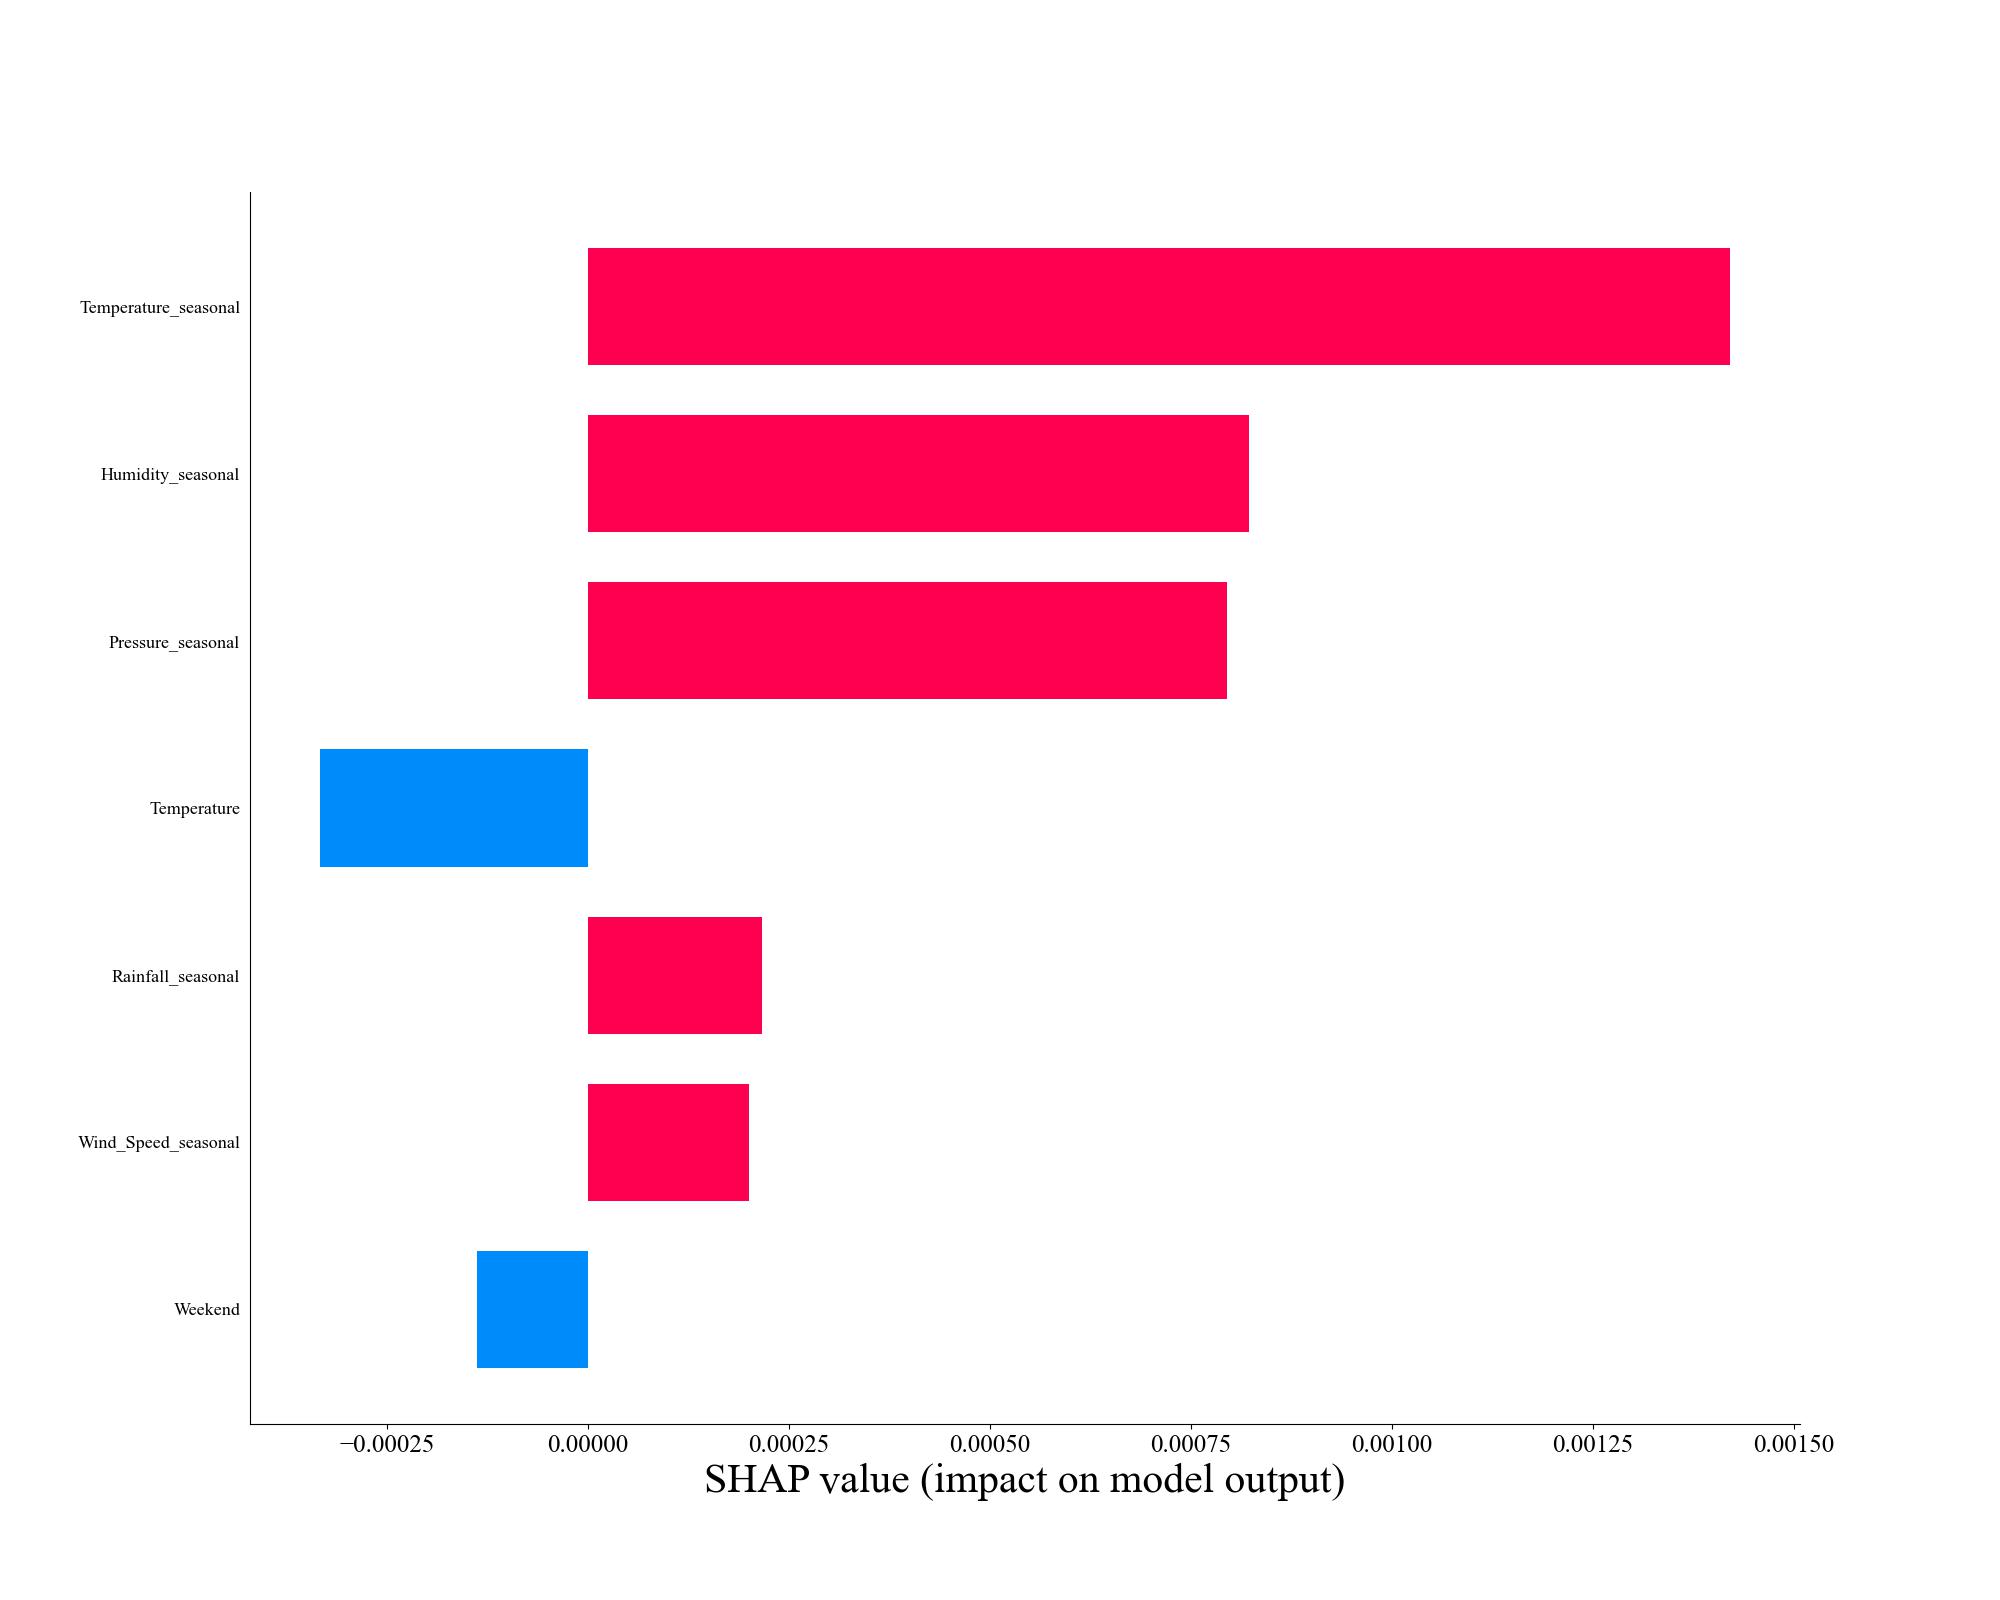 Temperature_seasonal
Humidity_seasonal
Pressure_seasonal
Temperature
Rainfall_seasonal
Wind_Speed_seasonal
Weekend
−0.00025 0.00000 0.00025 0.00050 0.00075 0.00100 0.00125 0.00150
SHAP value (impact on model output)